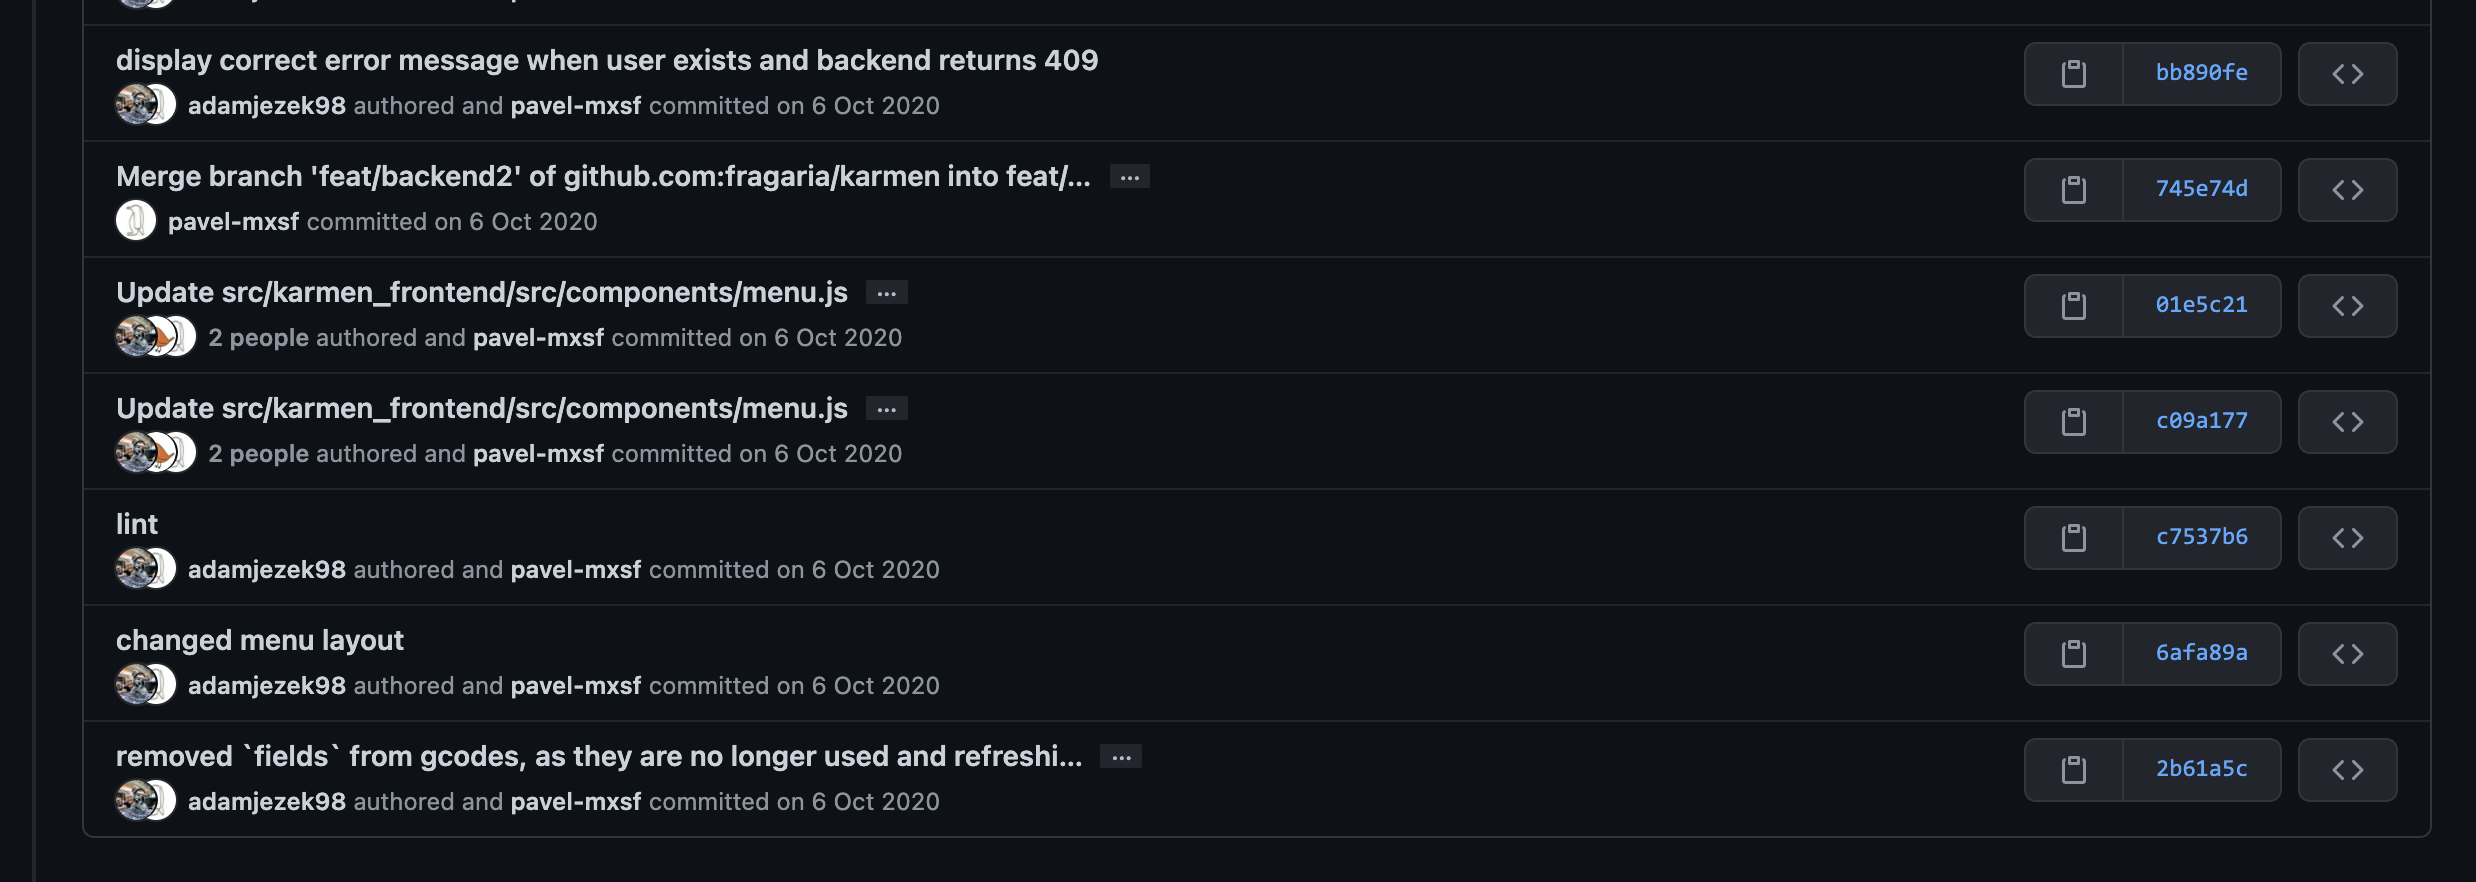 display correct error message when user exists and backend returns 409
bb890fe
adamjezek98 authored and pavel-mxsf committed on 6 Oct 2020
Merge branch 'feat/backend2' of github.com:fragaria/karmen into feat/... …
745e74d
pavel-mxsf committed on 6 Oct 2020
Update src/karmen_frontend/src/components/menu.js …
01e5c21
2 people authored and pavel-mxsf committed on 6 Oct 2020
Update src/karmen_frontend/src/components/menu.js …
c09a177
2 people authored and pavel-mxsf committed on 6 Oct 2020
lint
c7537b6
adamjezek98 authored and pavel-mxsf committed on 6 Oct 2020
changed menu layout
6afa89a
adamjezek98 authored and pavel-mxsf committed on 6 Oct 2020
removed `fields` from gcodes, as they are no longer used and refreshi... …
2b61a5c
adamjezek98 authored and pavel-mxsf committed on 6 Oct 2020